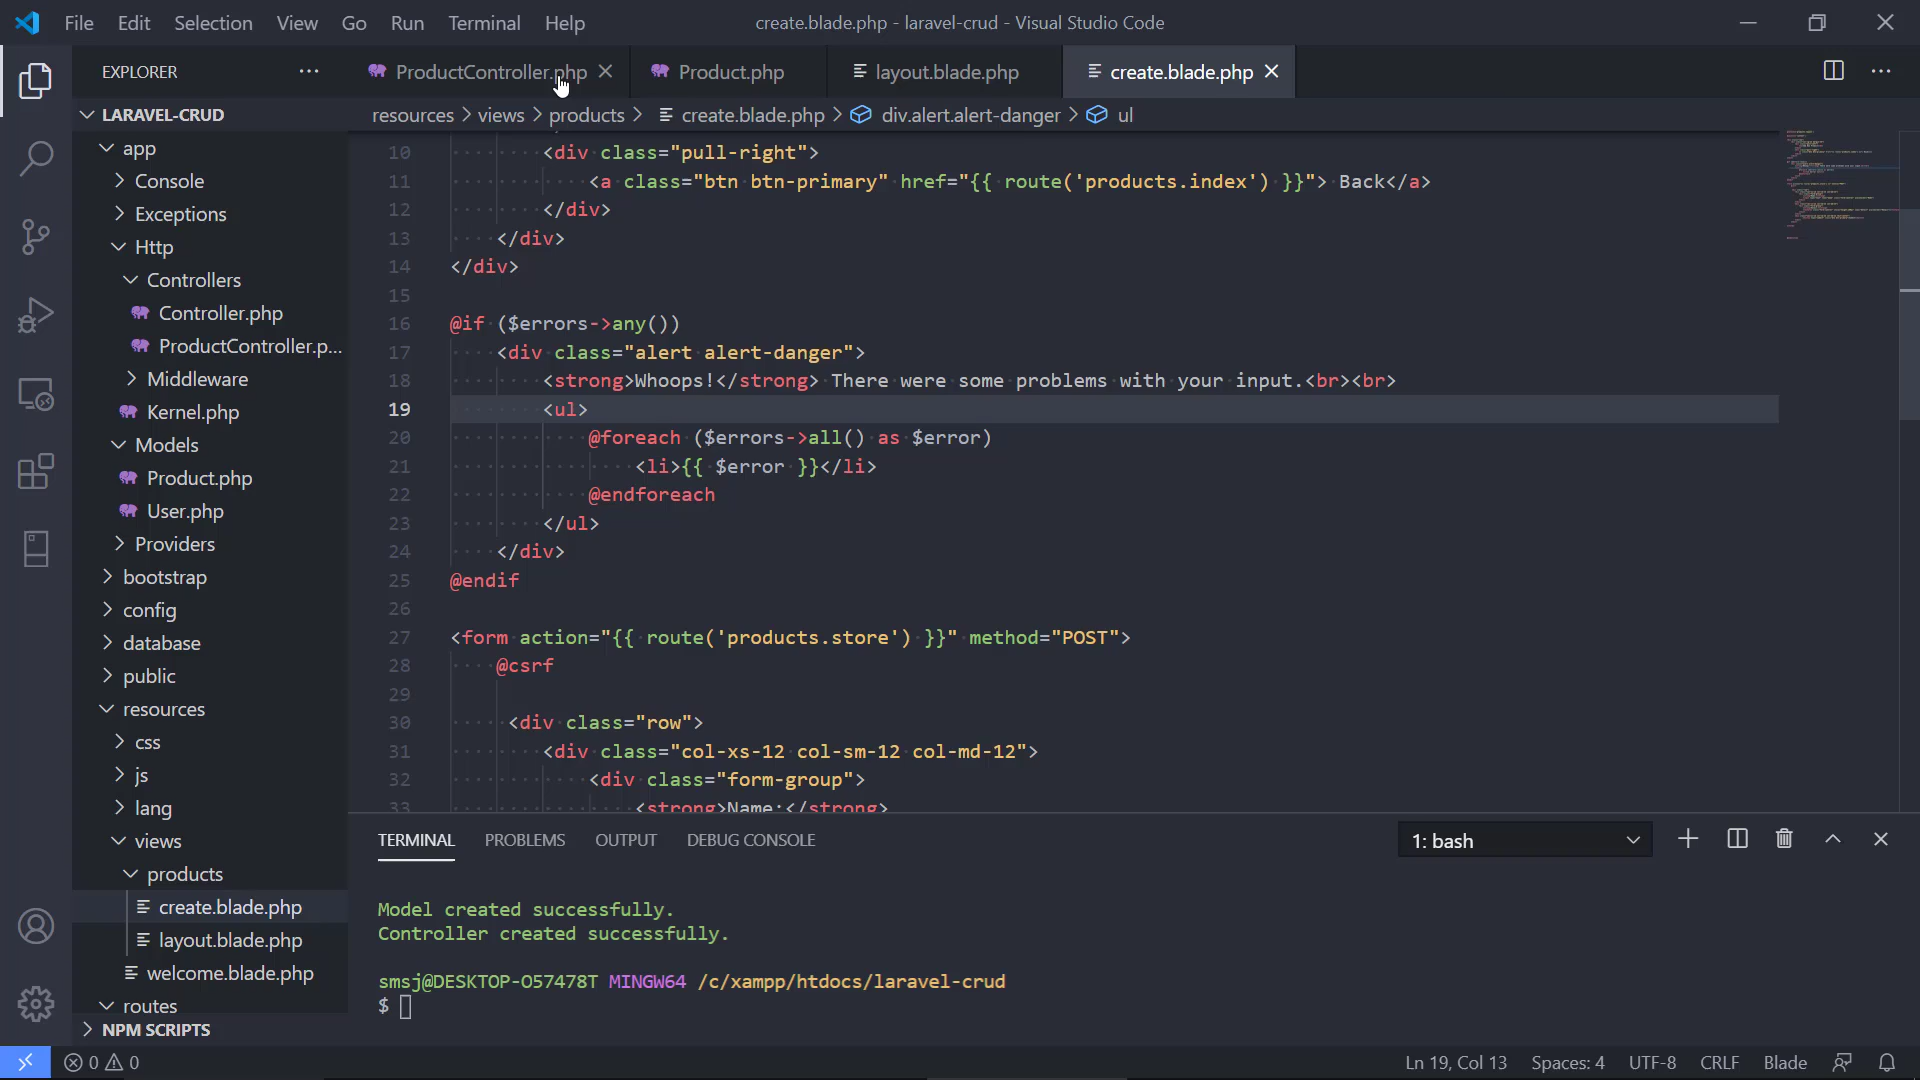 File Edit Selection View Go Run Terminal Help
create.blade.php - laravel-crud - Visual Studio Code
EXPLORER
ProductController.php
Product.php
layout.blade.php
create.blade.php
LARAVEL-CRUD
resources > views > products > create.blade.php > div.alert.alert-danger > ul
app
Console
Exceptions
Http
Controllers
Controller.php
ProductController.p...
Middleware
Kernel.php
Models
Product.php
User.php
Providers
bootstrap
config
database
public
resources
css
js
lang
views
products
create.blade.php
layout.blade.php
welcome.blade.php
routes
NPM SCRIPTS
10 <div class="pull-right">
11 <a class="btn btn-primary" href="{{ route('products.index') }}"> Back</a>
12 </div>
13 </div>
14 </div>
15
16 @if ($errors->any())
17 <div class="alert alert-danger">
18 <strong>Whoops!</strong> There were some problems with your input.<br><br>
19 <ul>
20 @foreach ($errors->all() as $error)
21 <li>{{ $error }}</li>
22 @endforeach
23 </ul>
24 </div>
25 @endif
26
27 <form action="{{ route('products.store') }}" method="POST">
28 @csrf
29
30 <div class="row">
31 <div class="col-xs-12 col-sm-12 col-md-12">
32 <div class="form-group">
33 <strong>Name:</strong>
TERMINAL PROBLEMS OUTPUT DEBUG CONSOLE
1: bash
Model created successfully.
Controller created successfully.
smsj@DESKTOP-O57478T MINGW64 /c/xampp/htdocs/laravel-crud
$
0 0
Ln 19, Col 13 Spaces: 4 UTF-8 CRLF Blade